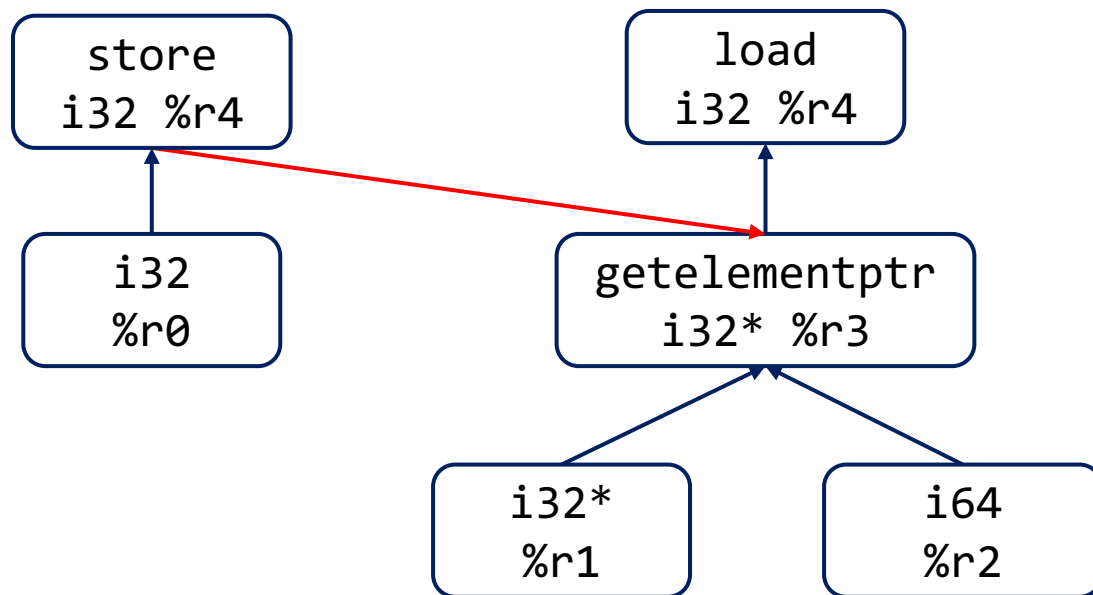 store
i32 %r4
load
i32 %r4
i32
%r0
getelementptr
i32* %r3
i32*
%r1
i64
%r2